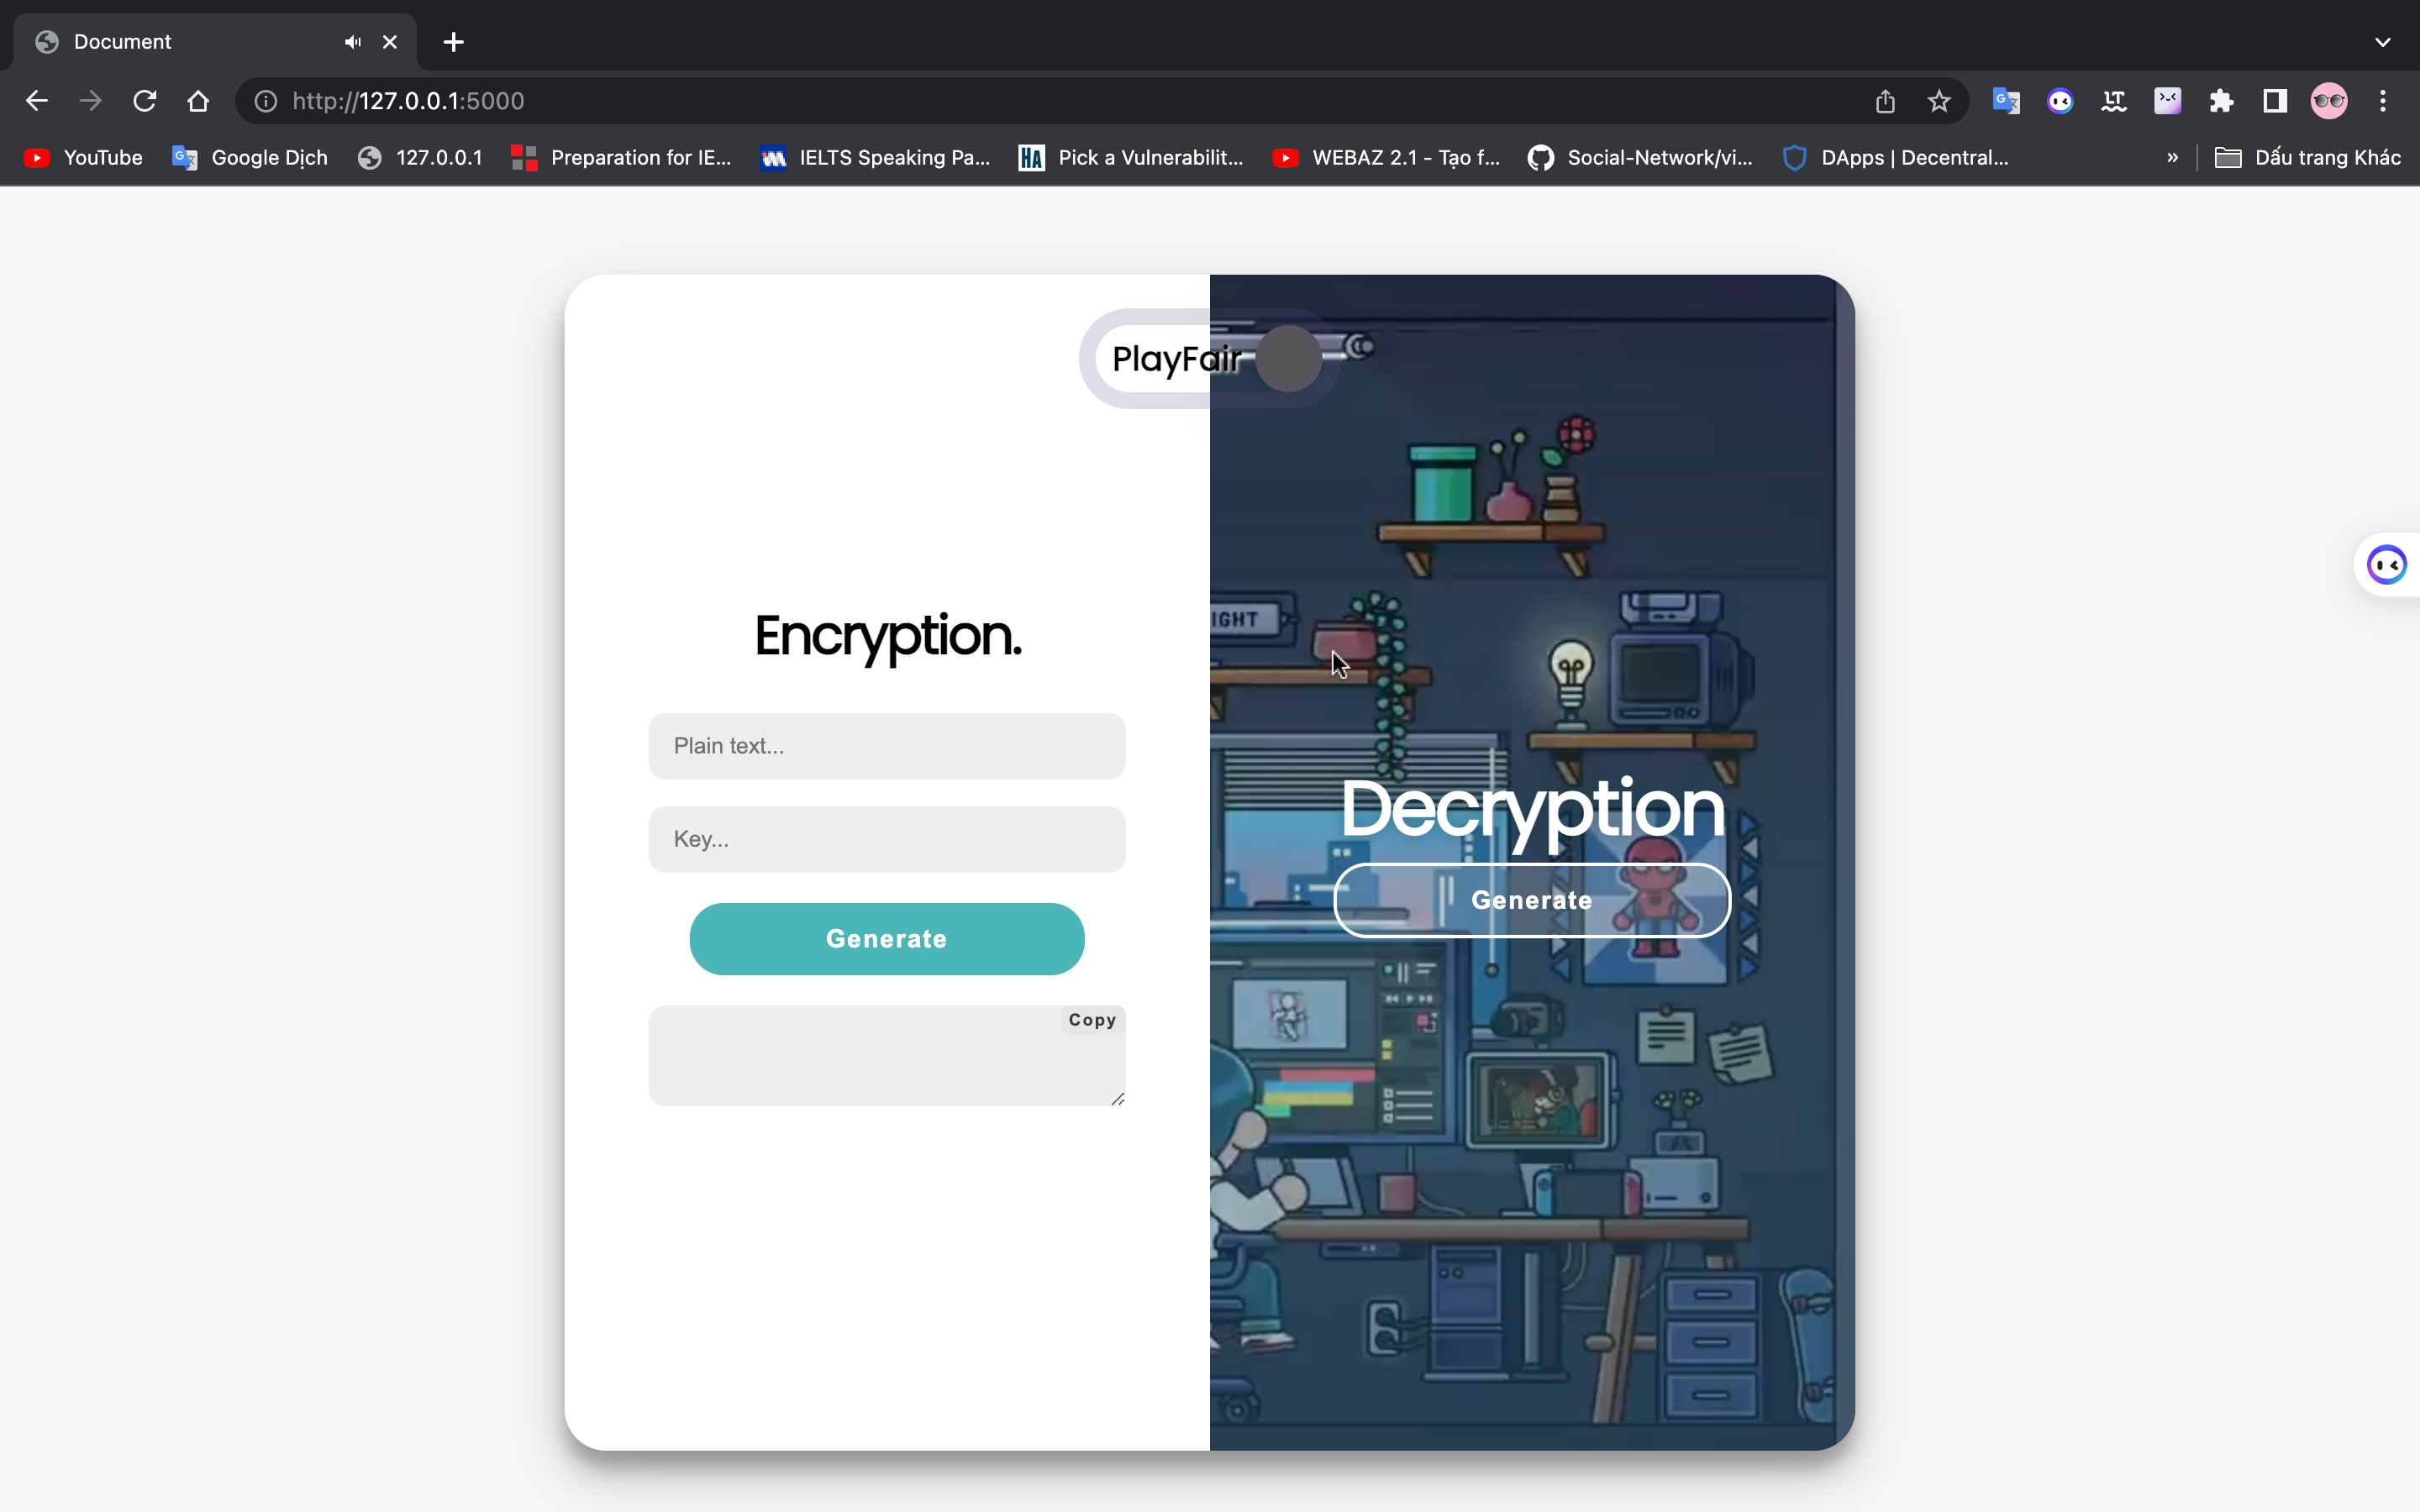 Document
http://127.0.0.1:5000
YouTube
Google Dịch
127.0.0.1
Preparation for IE...
IELTS Speaking Pa...
HA
Pick a Vulnerabilit...
WEBAZ 2.1 - Tạo f...
Social-Network/vi...
DApps | Decentral...
»
Dấu trang Khác
PlayFair
IGHT
Encryption.
Plain text...
Key...
Generate
Copy
Decryption
Generate